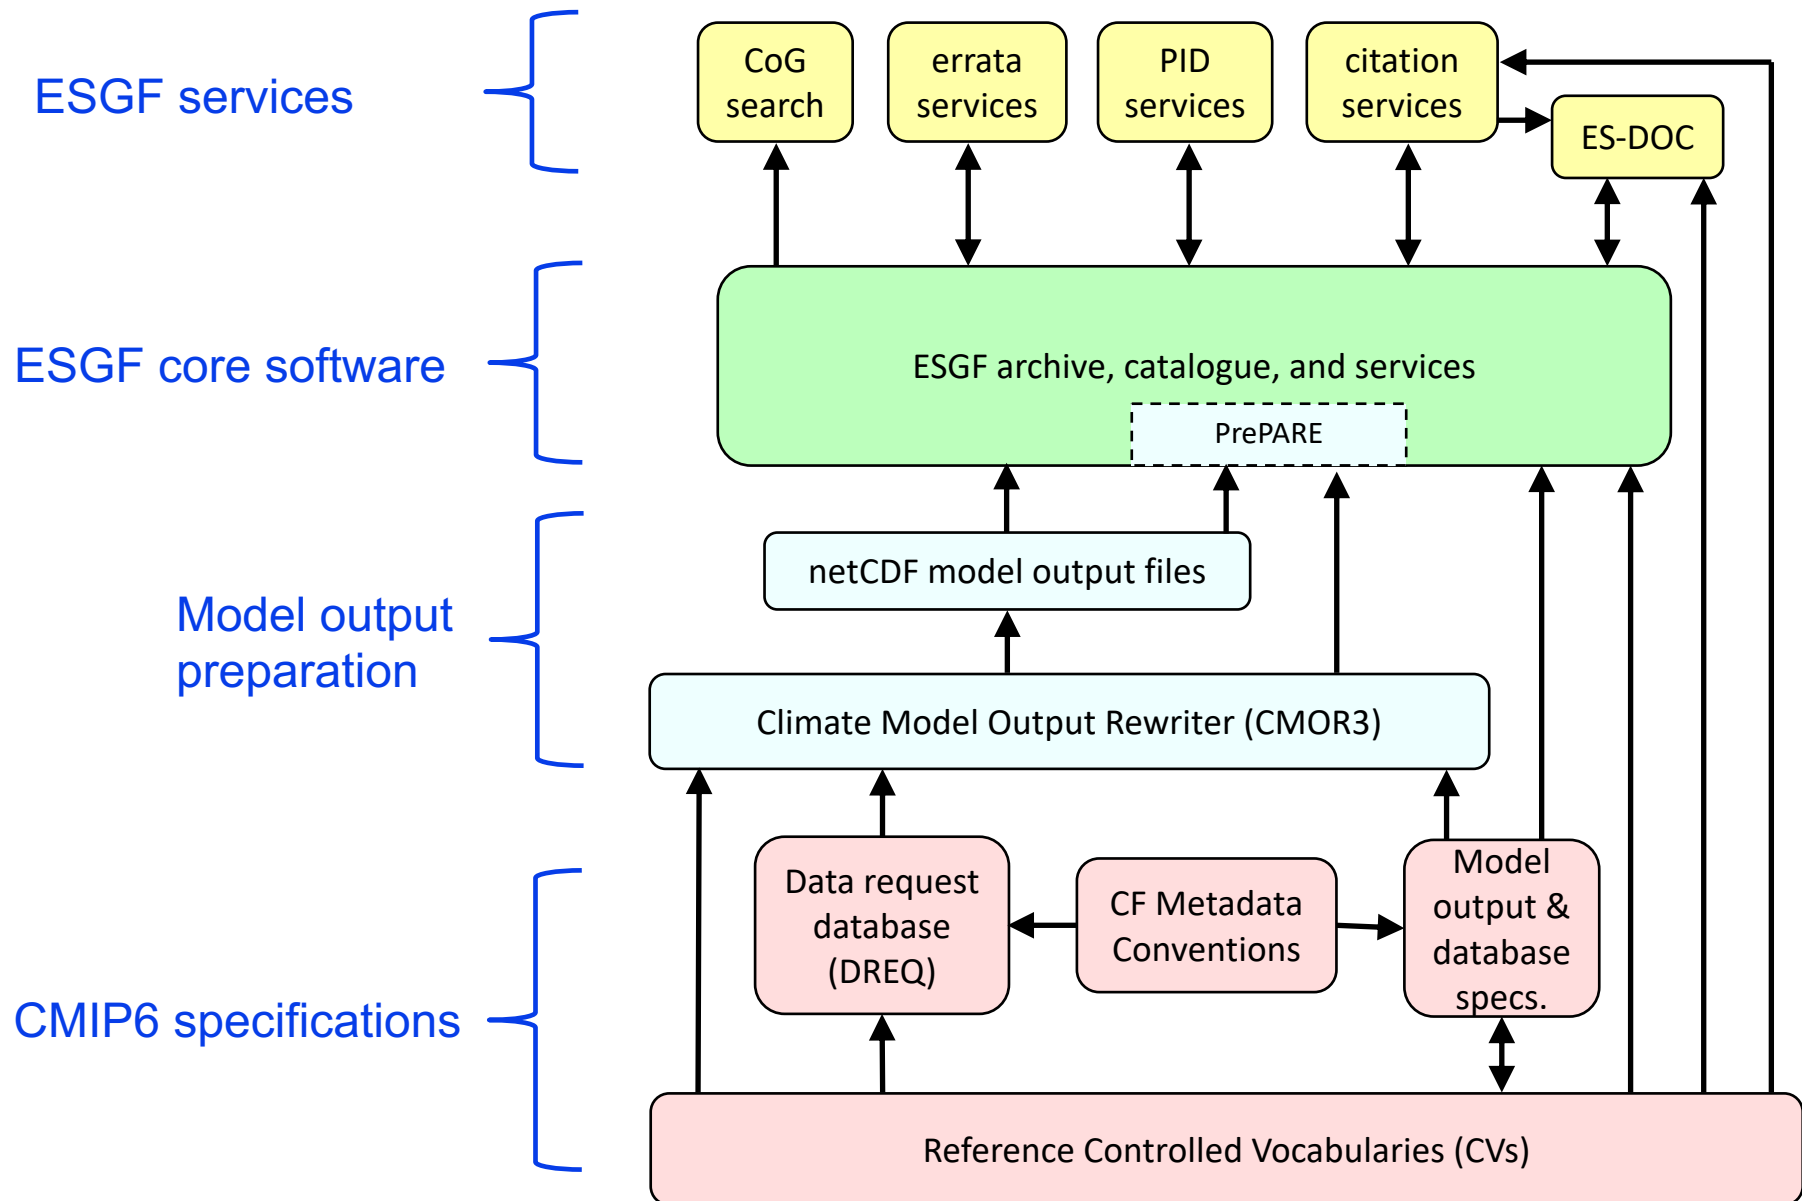 ESGF services
CoG
search
errata
services
PID
services
citation
services
ES-DOC
ESGF core software
ESGF archive, catalogue, and services
PrePARE
Model output
preparation
netCDF model output files
Climate Model Output Rewriter (CMOR3)
CMIP6 specifications
Data request
database
(DREQ)
CF Metadata
Conventions
Model
output &
database
specs.
Reference Controlled Vocabularies (CVs)